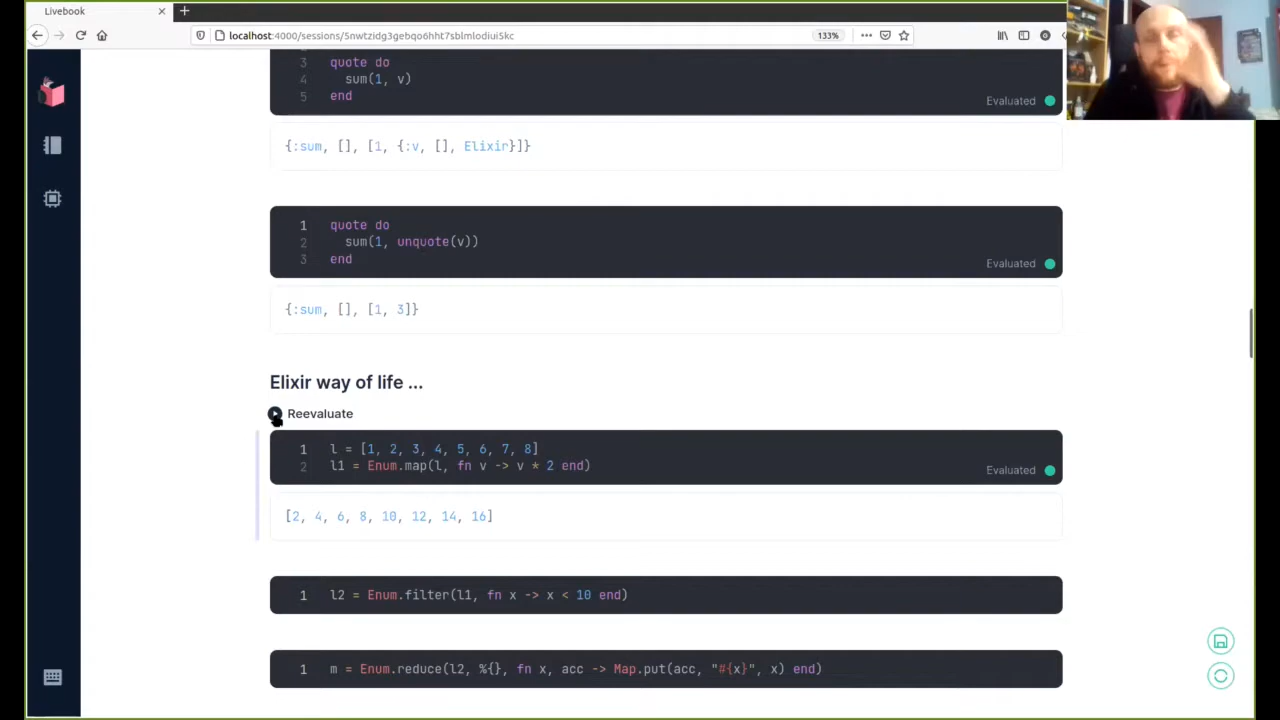 Livebook
localhost:4000/sessions/5nwtzidg3gebqo6hht7sblmlodiui5kc
133%
3 quote do
4 sum(1, v)
5 end
Evaluated
{:sum, [], [1, {:v, [], Elixir}]}
1 quote do
2 sum(1, unquote(v))
3 end
Evaluated
{:sum, [], [1, 3]}
Elixir way of life ...
Reevaluate
1 l = [1, 2, 3, 4, 5, 6, 7, 8]
2 l1 = Enum.map(l, fn v -> v * 2 end)
Evaluated
[2, 4, 6, 8, 10, 12, 14, 16]
1 l2 = Enum.filter(l1, fn x -> x < 10 end)
1 m = Enum.reduce(l2, %{}, fn x, acc -> Map.put(acc, "#{x}", x) end)